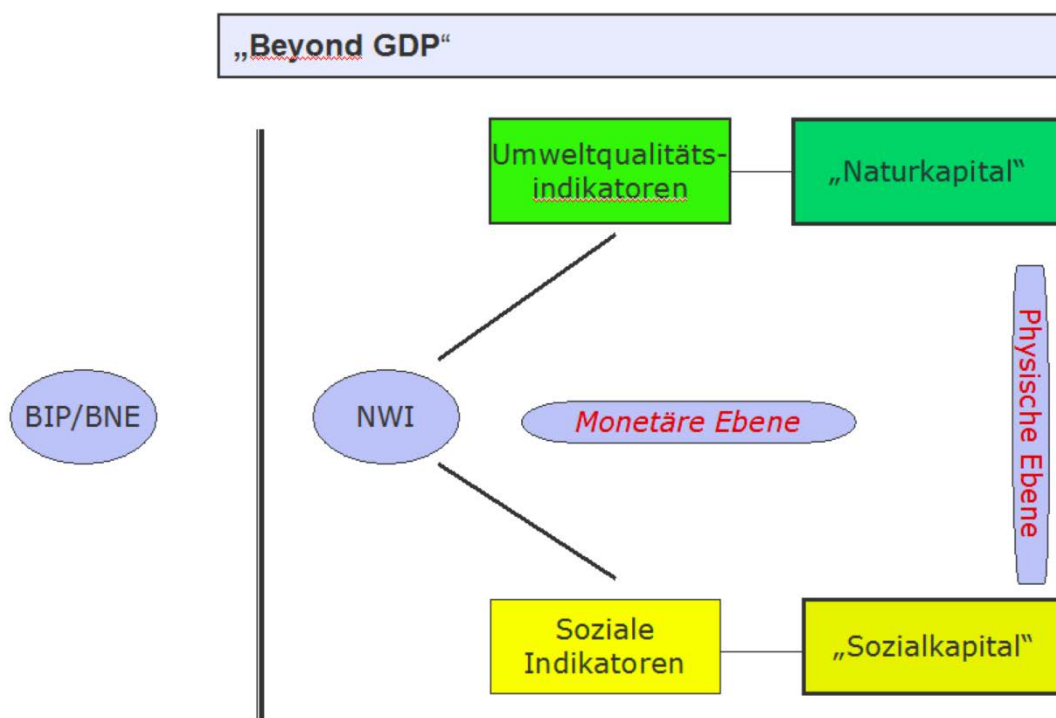 „Beyond GDP“
Umweltqualitäts-
indikatoren
„Naturkapital“
BIP/BNE
NWI
Monetäre Ebene
Physische Ebene
Soziale
Indikatoren
„Sozialkapital“